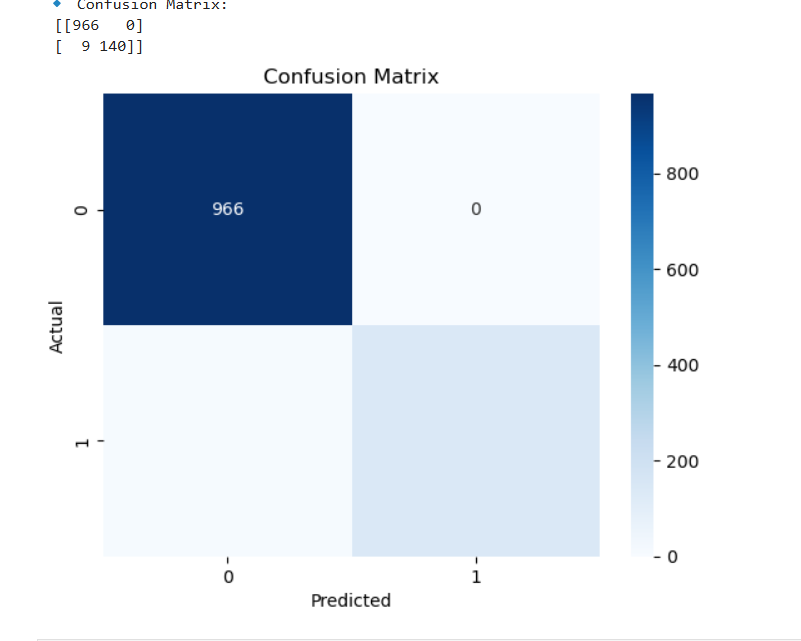 Confusion Matrix:
[[966   0]
[  9 140]]
Confusion Matrix
966
0
0
1
Actual
0
1
Predicted
800
600
400
200
0